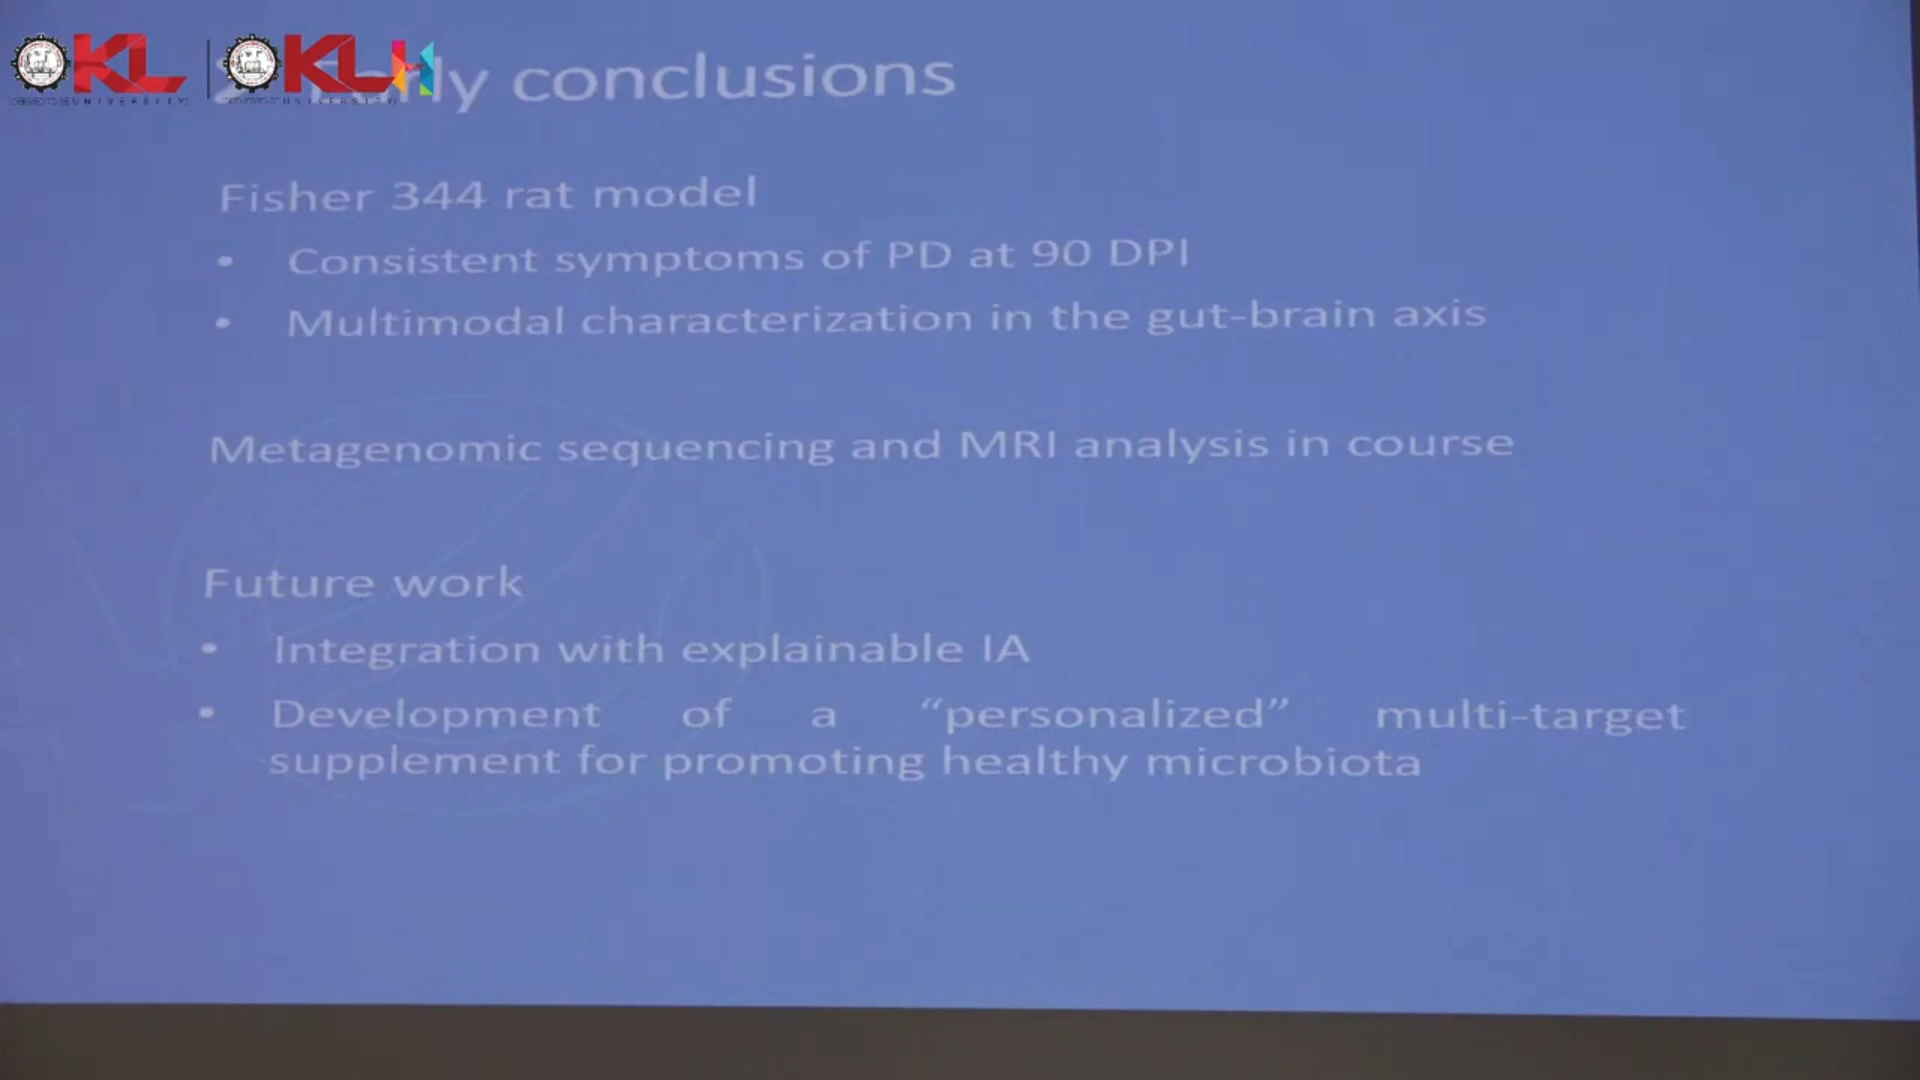 KL | KLH
Early conclusions
Fisher 344 rat model
• Consistent symptoms of PD at 90 DPI
• Multimodal characterization in the gut-brain axis
Metagenomic sequencing and MRI analysis in course
Future work
• Integration with explainable IA
• Development of a “personalized” multi-target
supplement for promoting healthy microbiota